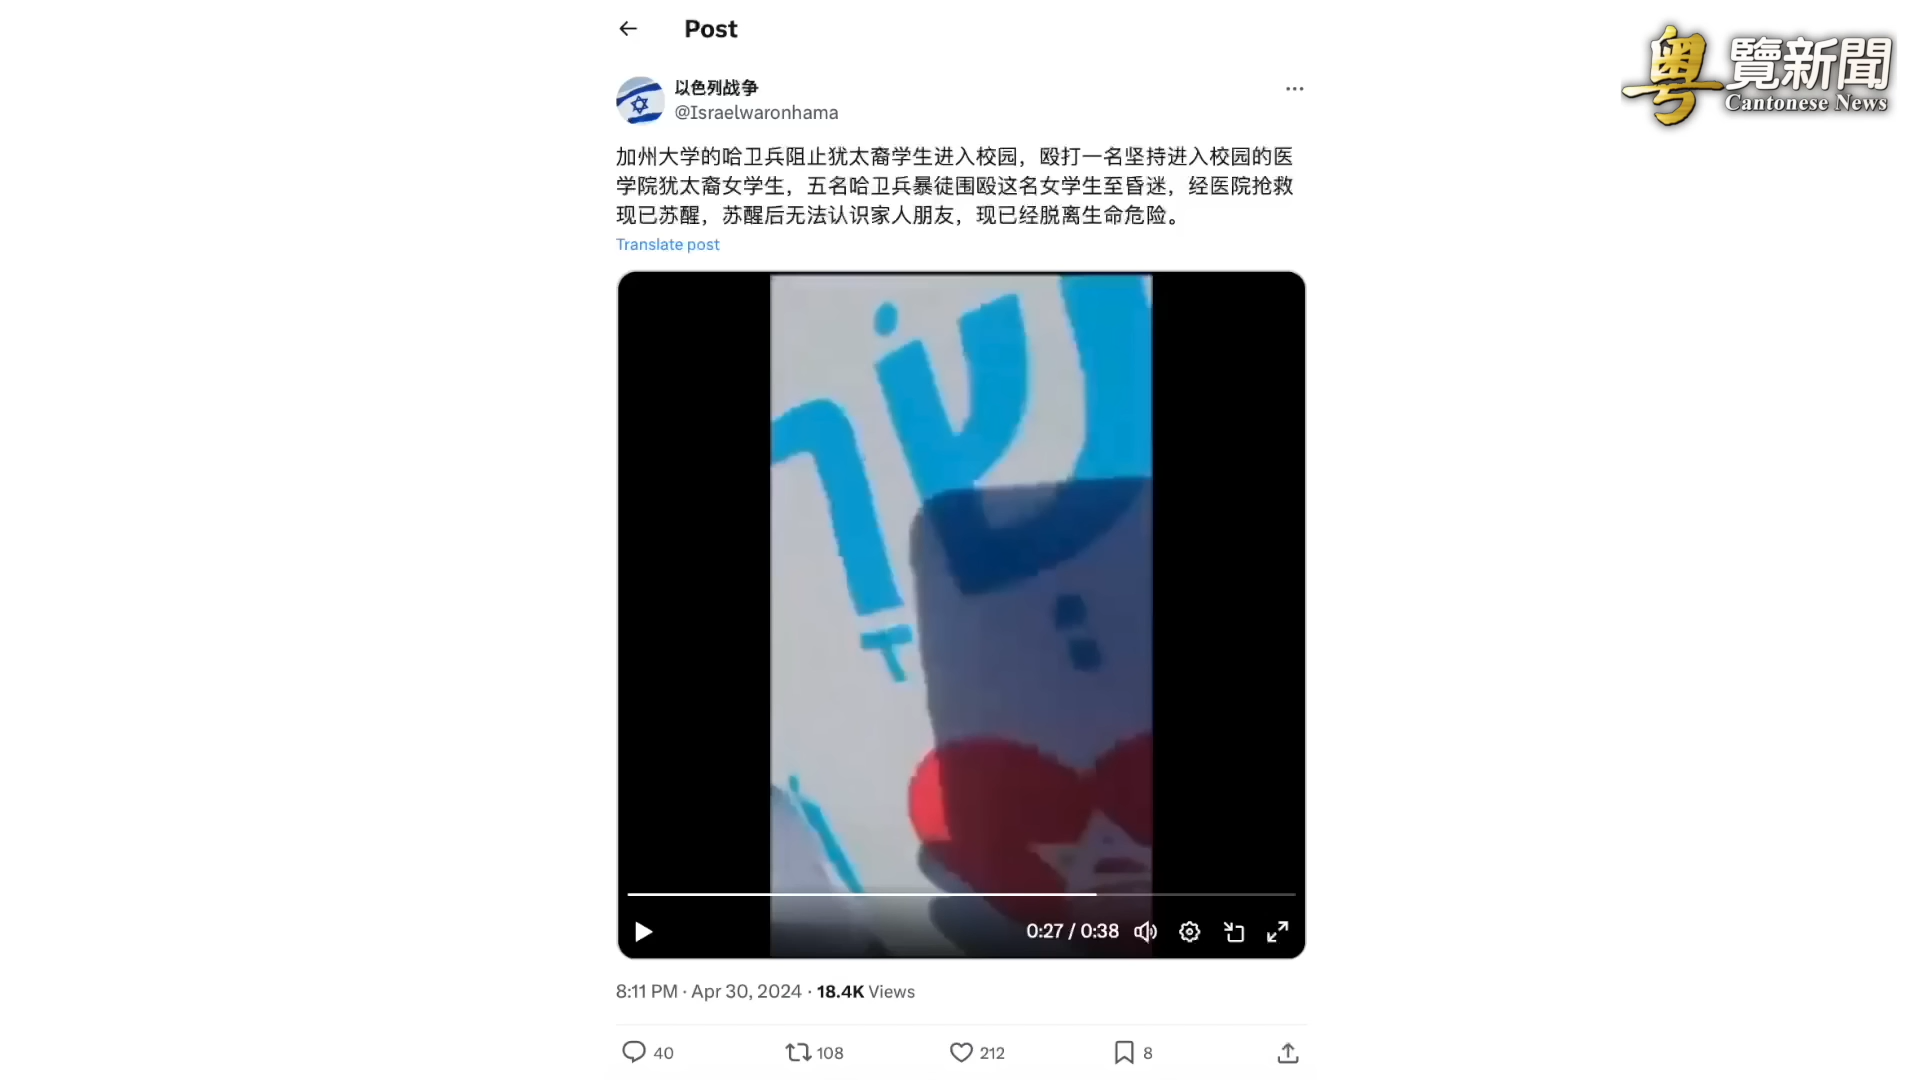 Post
粤覽新聞
Cantonese News
以色列战争
@Israelwaronhama
加州大学的哈卫兵阻止犹太裔学生进入校园，殴打一名坚持进入校园的医
学院犹太裔女学生，五名哈卫兵暴徒围殴这名女学生至昏迷，经医院抢救
现已苏醒，苏醒后无法认识家人朋友，现已经脱离生命危险。
Translate post
0:27 / 0:38
8:11 PM · Apr 30, 2024 · 18.4K Views
40 108 212 8